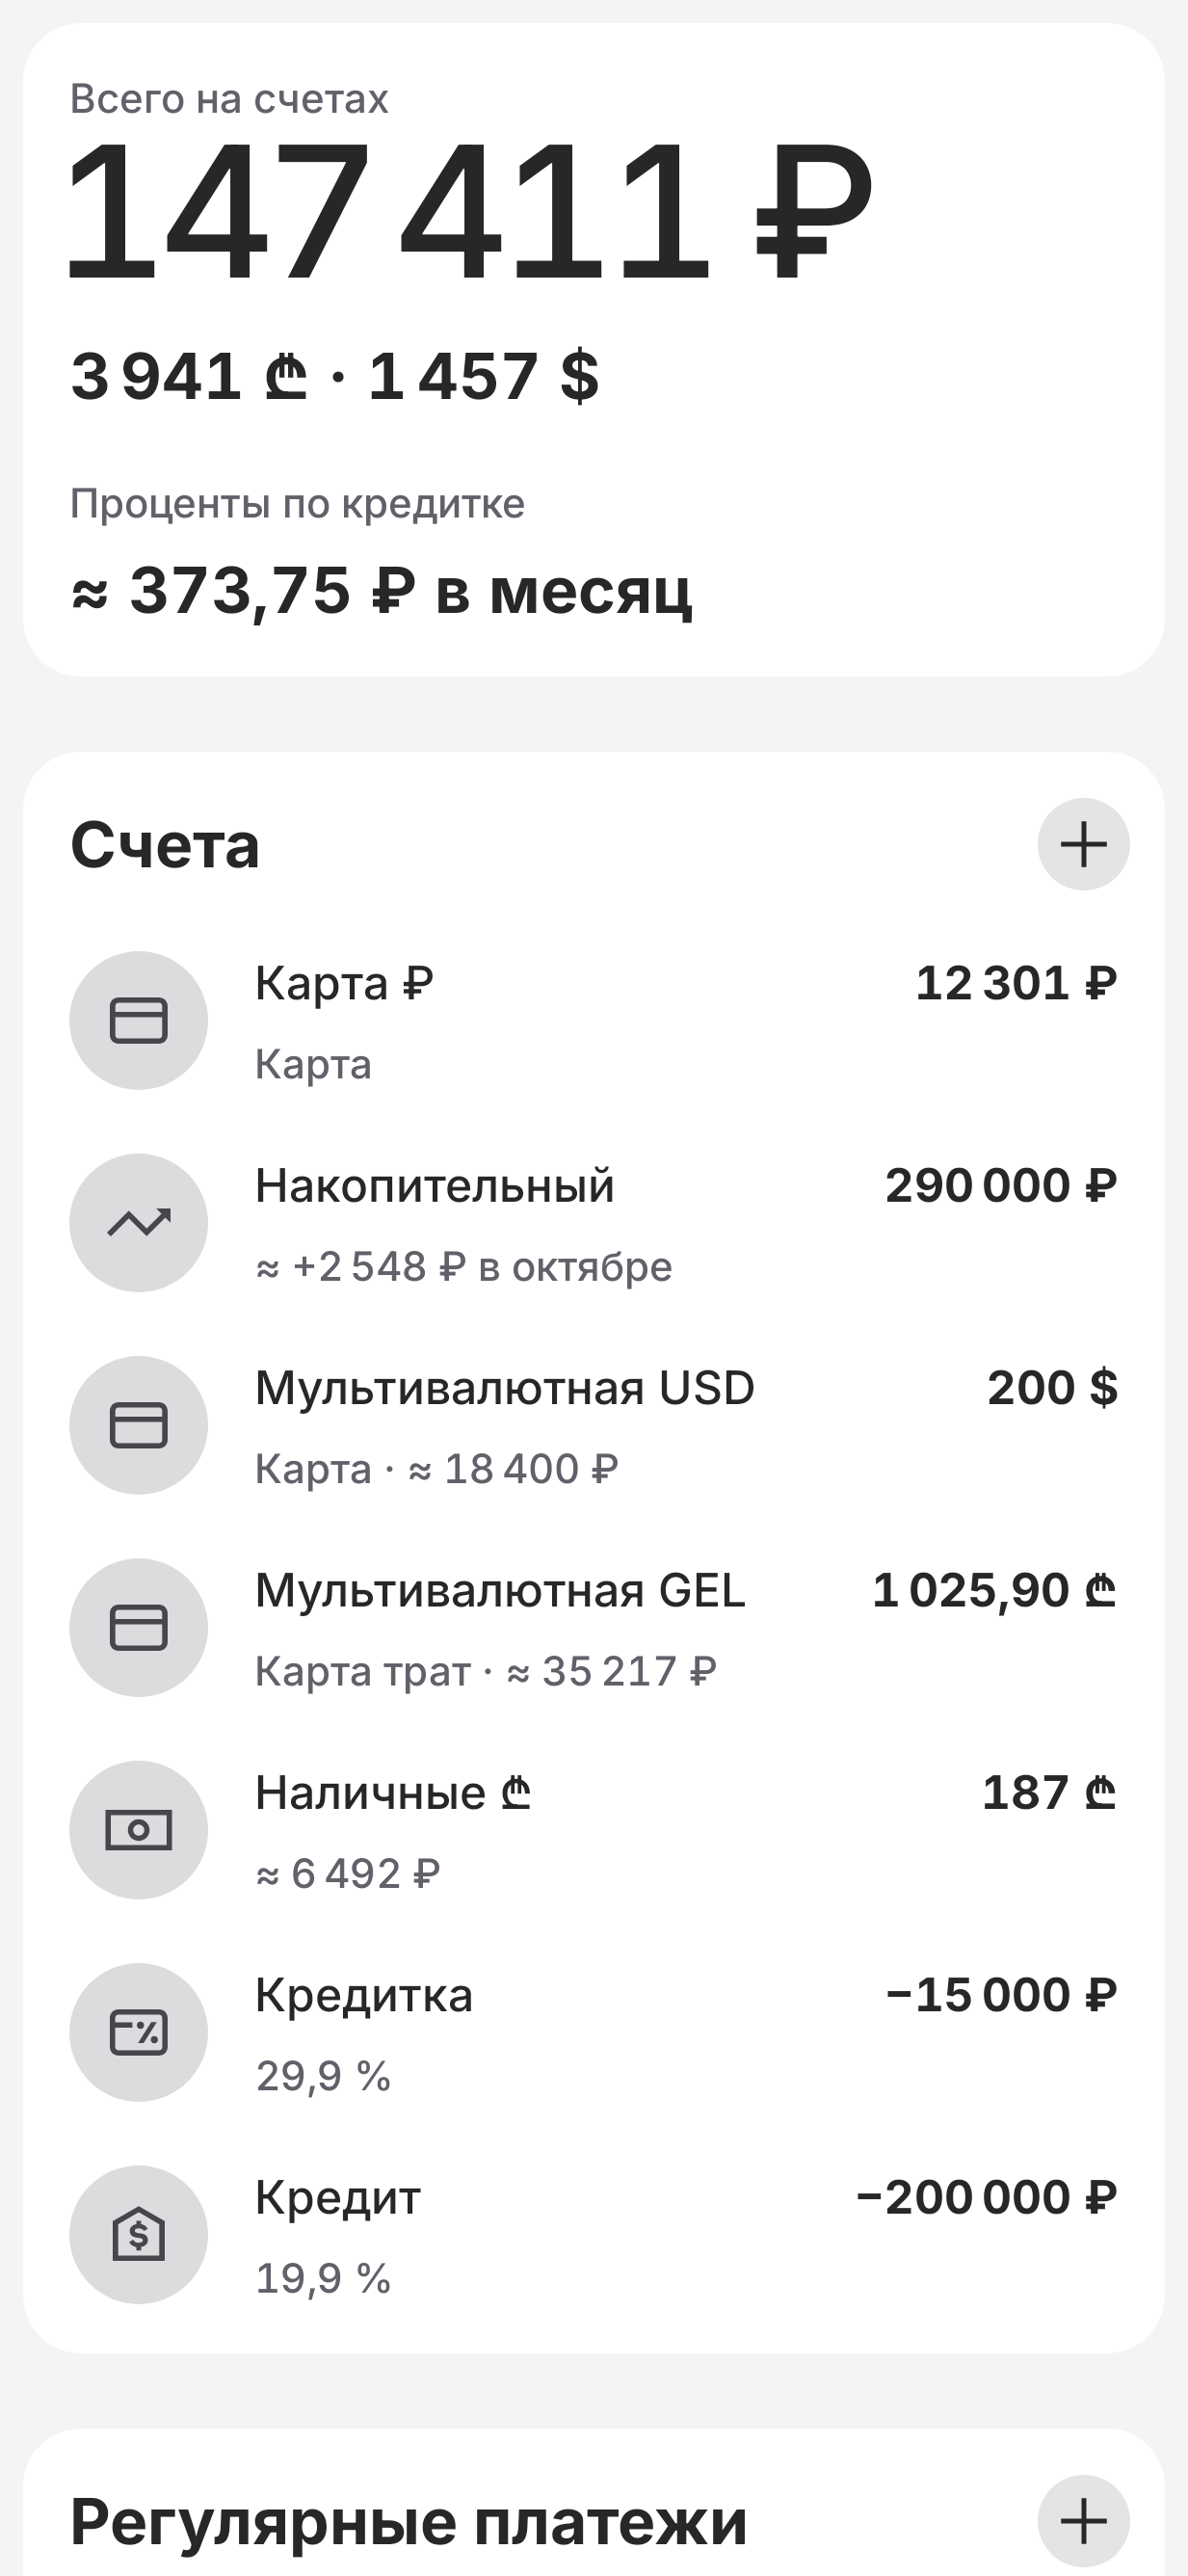 Всего на счетах
147 411 ₽
3 941 ₾ · 1 457 $
Проценты по кредитке
≈ 373,75 ₽ в месяц
Счета
Карта ₽
12 301 ₽
Карта
Накопительный
290 000 ₽
≈ +2 548 ₽ в октябре
Мультивалютная USD
200 $
Карта · ≈ 18 400 ₽
Мультивалютная GEL
1 025,90 ₾
Карта трат · ≈ 35 217 ₽
Наличные ₾
187 ₾
≈ 6 492 ₽
Кредитка
−15 000 ₽
29,9 %
Кредит
−200 000 ₽
19,9 %
Регулярные платежи